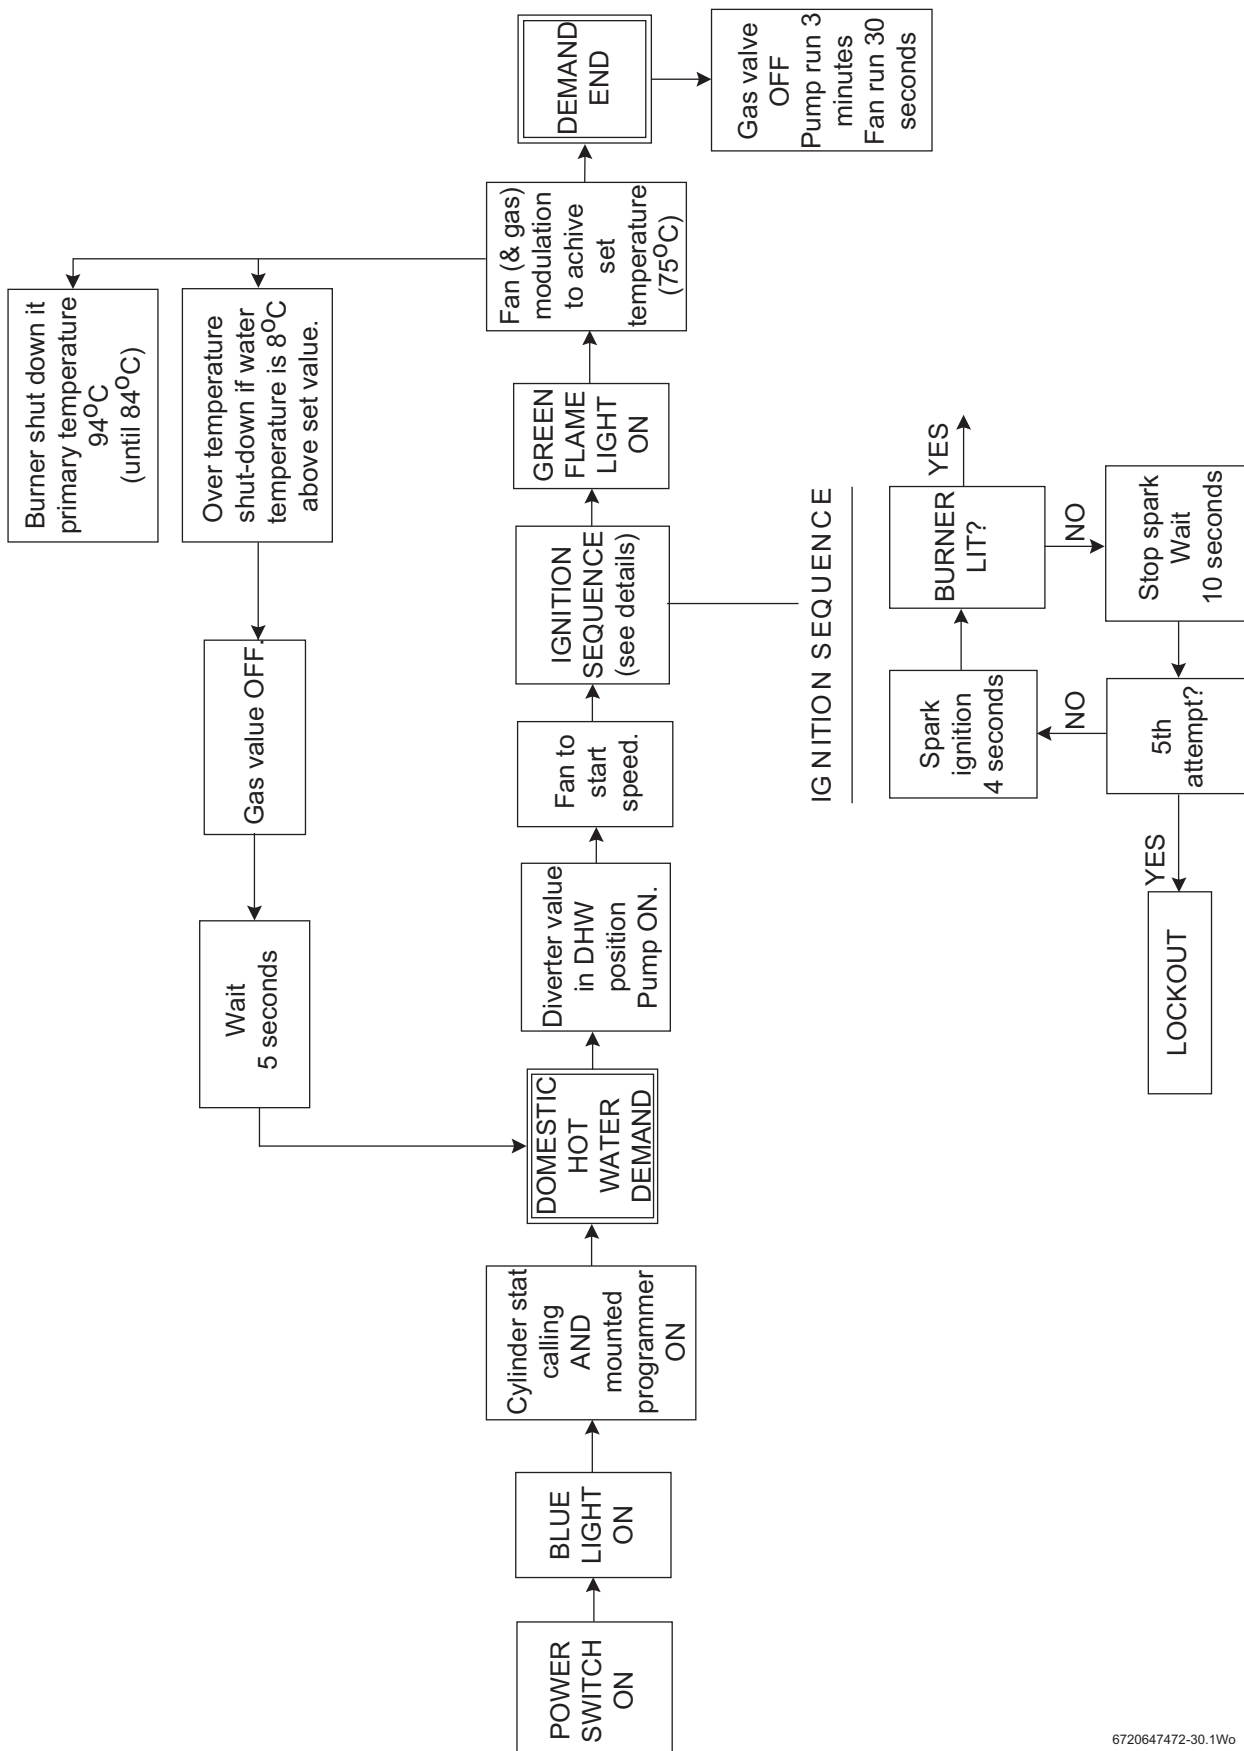 Burner shut down it
primary temperature
94°C
(until 84°C)
Over temperature
shut-down if water
temperature is 8°C
above set value.
Gas value OFF.
Wait
5 seconds
POWER
SWITCH
ON
BLUE
LIGHT
ON
Cylinder stat
calling
AND
mounted
programmer
ON
DOMESTIC
HOT
WATER
DEMAND
Diverter value
in DHW
position
Pump ON.
Fan to
start
speed.
IGNITION
SEQUENCE
(see details)
GREEN
FLAME
LIGHT
ON
Fan (& gas)
modulation
to achive
set
temperature
(75°C)
DEMAND
END
Gas valve
OFF
Pump run 3
minutes
Fan run 30
seconds
IGNITION SEQUENCE
Spark
ignition
4 seconds
BURNER
LIT?
YES
NO
Stop spark
Wait
10 seconds
5th
attempt?
NO
YES
LOCKOUT
6720647472-30.1Wo